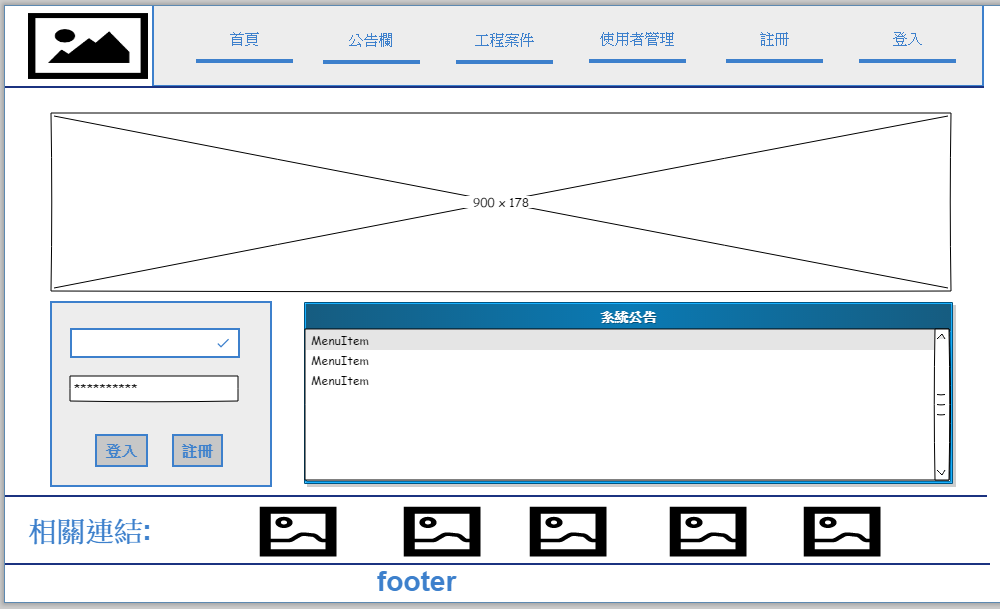 首頁 公告欄 工程案件 使用者管理 註冊 登入
900 x 178
**********
登入 註冊
系統公告
MenuItem
MenuItem
MenuItem
相關連結:
footer